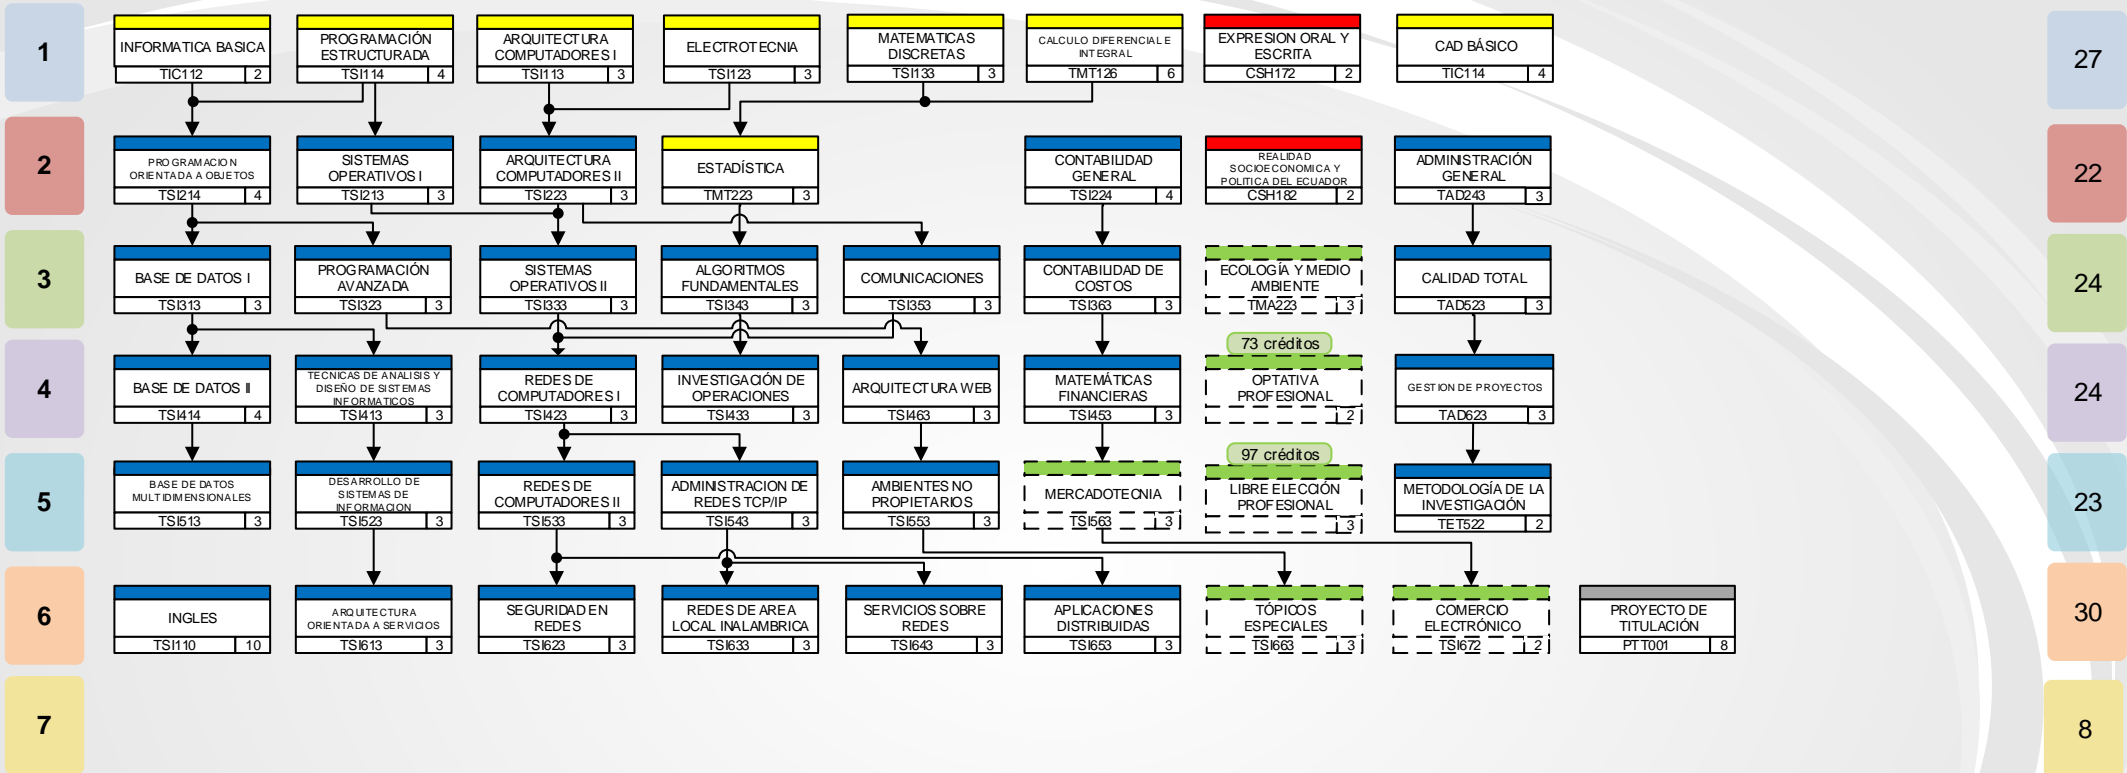 1
INFORMATICA BASICA
TIC112 2
PROGRAMACIÓN
ESTRUCTURADA
TSI114 4
ARQUITECTURA
COMPUTADORES I
TSI113 3
ELECTROTECNIA
TSI123 3
MATEMATICAS
DISCRETAS
TSI133 3
CALCULO DIFERENCIAL E
INTEGRAL
TMT126 6
EXPRESION ORAL Y
ESCRITA
CSH172 2
CAD BÁSICO
TIC114 4
27
2
PROGRAMACION
ORIENTADA A OBJETOS
TSI214 4
SISTEMAS
OPERATIVOS I
TSI213 3
ARQUITECTURA
COMPUTADORES II
TSI223 3
ESTADÍSTICA
TMT223 3
CONTABILIDAD
GENERAL
TSI224 4
REALIDAD
SOCIOECONOMICA Y
POLITICA DEL ECUADOR
CSH182 2
ADMINISTRACIÓN
GENERAL
TAD243 3
22
3
BASE DE DATOS I
TSI313 3
PROGRAMACIÓN
AVANZADA
TSI323 3
SISTEMAS
OPERATIVOS II
TSI333 3
ALGORITMOS
FUNDAMENTALES
TSI343 3
COMUNICACIONES
TSI353 3
CONTABILIDAD DE
COSTOS
TSI363 3
ECOLOGÍA Y MEDIO
AMBIENTE
TMA223 3
CALIDAD TOTAL
TAD523 3
24
4
BASE DE DATOS II
TSI414 4
TECNICAS DE ANALISIS Y
DISEÑO DE SISTEMAS
INFORMATICOS
TSI413 3
REDES DE
COMPUTADORES I
TSI423 3
INVESTIGACIÓN DE
OPERACIONES
TSI433 3
ARQUITECTURA WEB
TSI463 3
MATEMÁTICAS
FINANCIERAS
TSI453 3
73 créditos
OPTATIVA
PROFESIONAL
2
GESTION DE PROYECTOS
TAD623 3
24
5
BASE DE DATOS
MULTIDIMENSIONALES
TSI513 3
DESARROLLO DE
SISTEMAS DE
INFORMACION
TSI523 3
REDES DE
COMPUTADORES II
TSI533 3
ADMINISTRACION DE
REDES TCP/IP
TSI543 3
AMBIENTES NO
PROPIETARIOS
TSI553 3
MERCADOTECNIA
TSI563 3
97 créditos
LIBRE ELECCIÓN
PROFESIONAL
3
METODOLOGÍA DE LA
INVESTIGACIÓN
TET522 2
23
6
INGLES
TSI110 10
ARQUITECTURA
ORIENTADA A SERVICIOS
TSI613 3
SEGURIDAD EN
REDES
TSI623 3
REDES DE AREA
LOCAL INALAMBRICA
TSI633 3
SERVICIOS SOBRE
REDES
TSI643 3
APLICACIONES
DISTRIBUIDAS
TSI653 3
TÓPICOS
ESPECIALES
TSI663 3
COMERCIO
ELECTRÓNICO
TSI672 2
PROYECTO DE
TITULACIÓN
PTT001 8
30
7
8